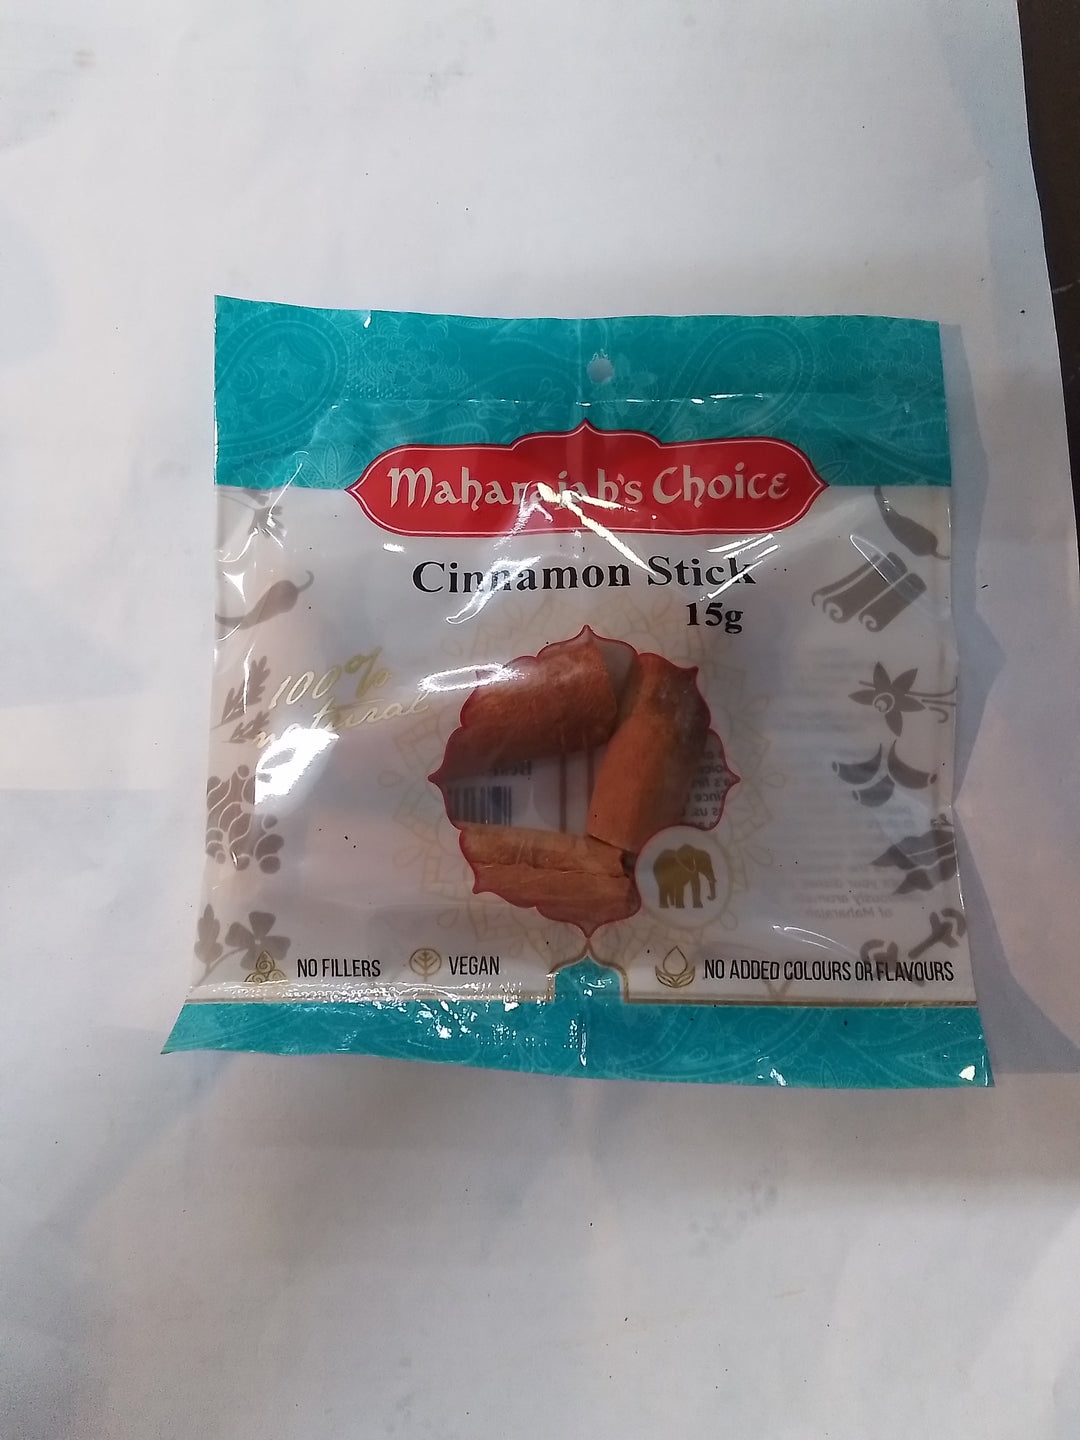 Maharajah's Choice
Cinnamon Stick
15g
100%
natural
NO FILLERS
VEGAN
NO ADDED COLOURS OR FLAVOURS